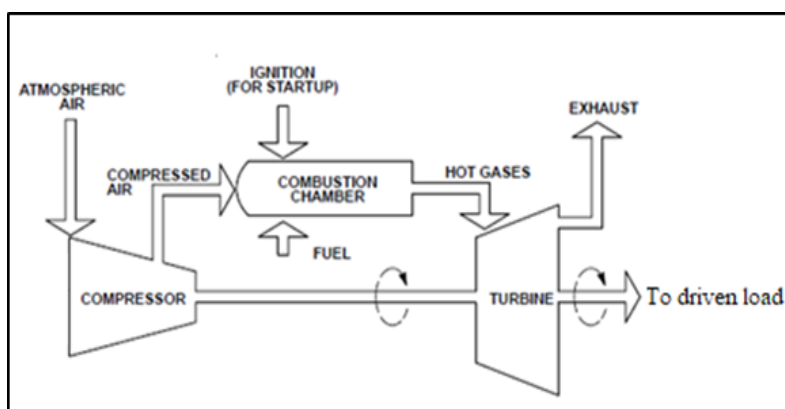 ATMOSPHERIC
AIR
IGNITION
(FOR STARTUP)
EXHAUST
COMPRESSED
AIR
COMBUSTION
CHAMBER
HOT GASES
FUEL
COMPRESSOR
TURBINE
To driven load